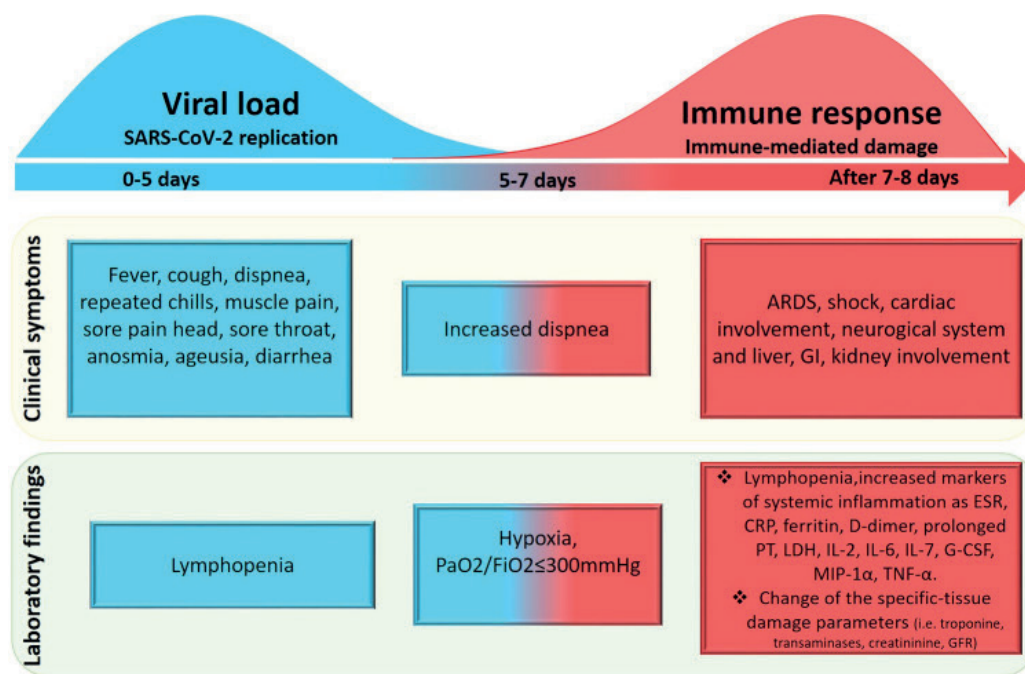 Viral load
SARS-CoV-2 replication
Immune response
Immune-mediated damage
0-5 days
5-7 days
After 7-8 days
Clinical symptoms
Fever, cough, dispnea,
repeated chills, muscle pain,
sore pain head, sore throat,
anosmia, ageusia, diarrhea
Increased dispnea
ARDS, shock, cardiac
involvement, neurogical system
and liver, GI, kidney involvement
Laboratory findings
Lymphopenia
Hypoxia,
PaO2/FiO2≤300mmHg
❖ Lymphopenia,increased markers
of systemic inflammation as ESR,
CRP, ferritin, D-dimer, prolonged
PT, LDH, IL-2, IL-6, IL-7, G-CSF,
MIP-1α, TNF-α.
❖ Change of the specific-tissue
damage parameters (i.e. troponine,
transaminases, creatininine, GFR)